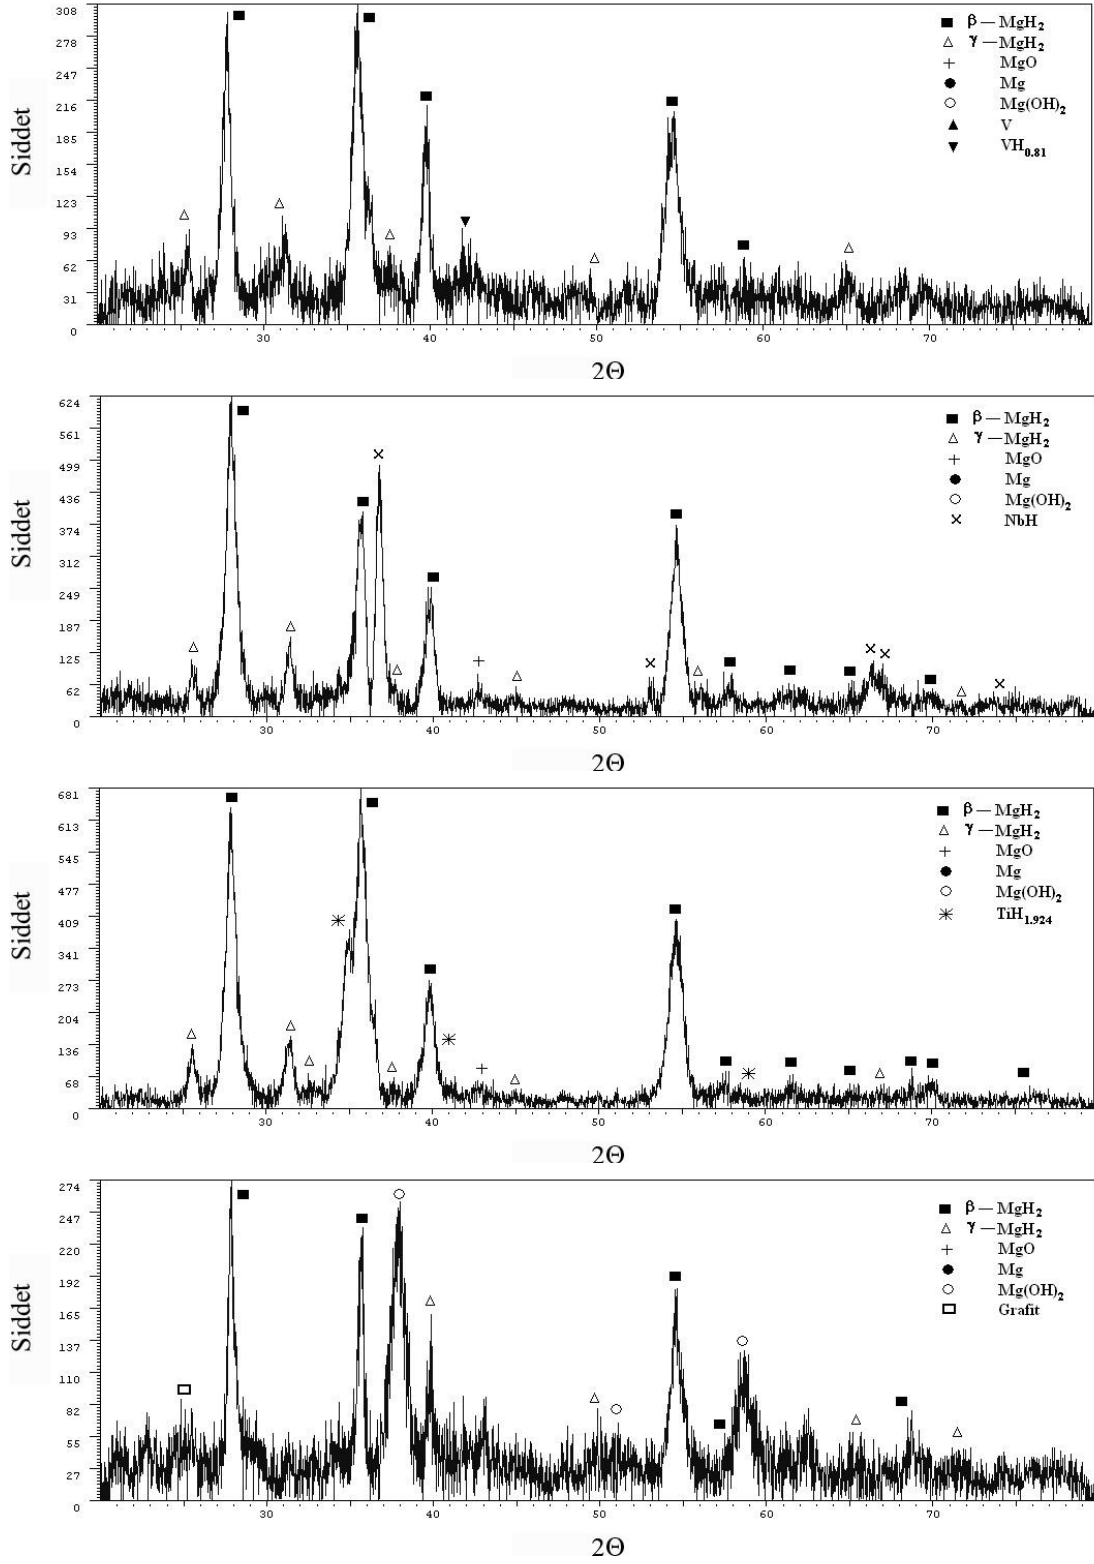 308
278
247
216
185
154
123
93
62
31
0
Siddet
■ β — MgH₂
△ γ — MgH₂
+ MgO
● Mg
○ Mg(OH)₂
▲ V
▼ VH₀.₈₁
30 40 50 60 70
2Θ
624
561
499
436
374
312
249
187
125
62
0
Siddet
■ β — MgH₂
△ γ — MgH₂
+ MgO
● Mg
○ Mg(OH)₂
× NbH
30 40 50 60 70
2Θ
681
613
545
477
409
341
273
204
136
68
0
Siddet
■ β — MgH₂
△ γ — MgH₂
+ MgO
● Mg
○ Mg(OH)₂
✳ TiH₁.₉₂₄
30 40 50 60 70
2Θ
274
247
220
192
165
137
110
82
55
27
0
Siddet
■ β — MgH₂
△ γ — MgH₂
+ MgO
● Mg
○ Mg(OH)₂
□ Grafit
30 40 50 60 70
2Θ